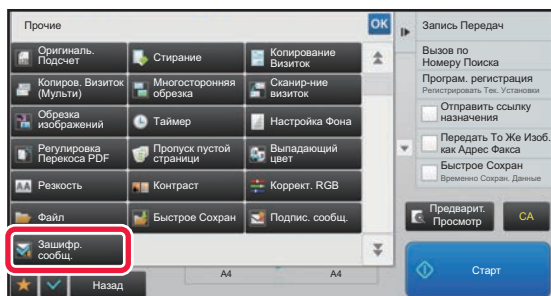 Прочие
OK
Оригиналь.
Подсчет
Стирание
Копирование
Визиток
Копиров. Визиток
(Мульти)
Многосторонняя
обрезка
Сканир-ние
визиток
Обрезка
изображений
Таймер
Настройка Фона
Регулировка
Перекоса PDF
Пропуск пустой
страници
Выпадающий
цвет
Резкость
Контраст
Коррект. RGB
Файл
Быстрое Сохран
Подпис. сообщ.
Зашифр.
сообщ.
Назад
A4
A4
Запись Передач
Вызов по
Номеру Поиска
Програм. регистрация
Регистрировать Тек. Установки
Отправить ссылку
назначения
Передать То Же Изоб.
как Адрес Факса
Быстрое Сохран
Временно Сохран. Данные
Предварит.
Просмотр
CA
Старт